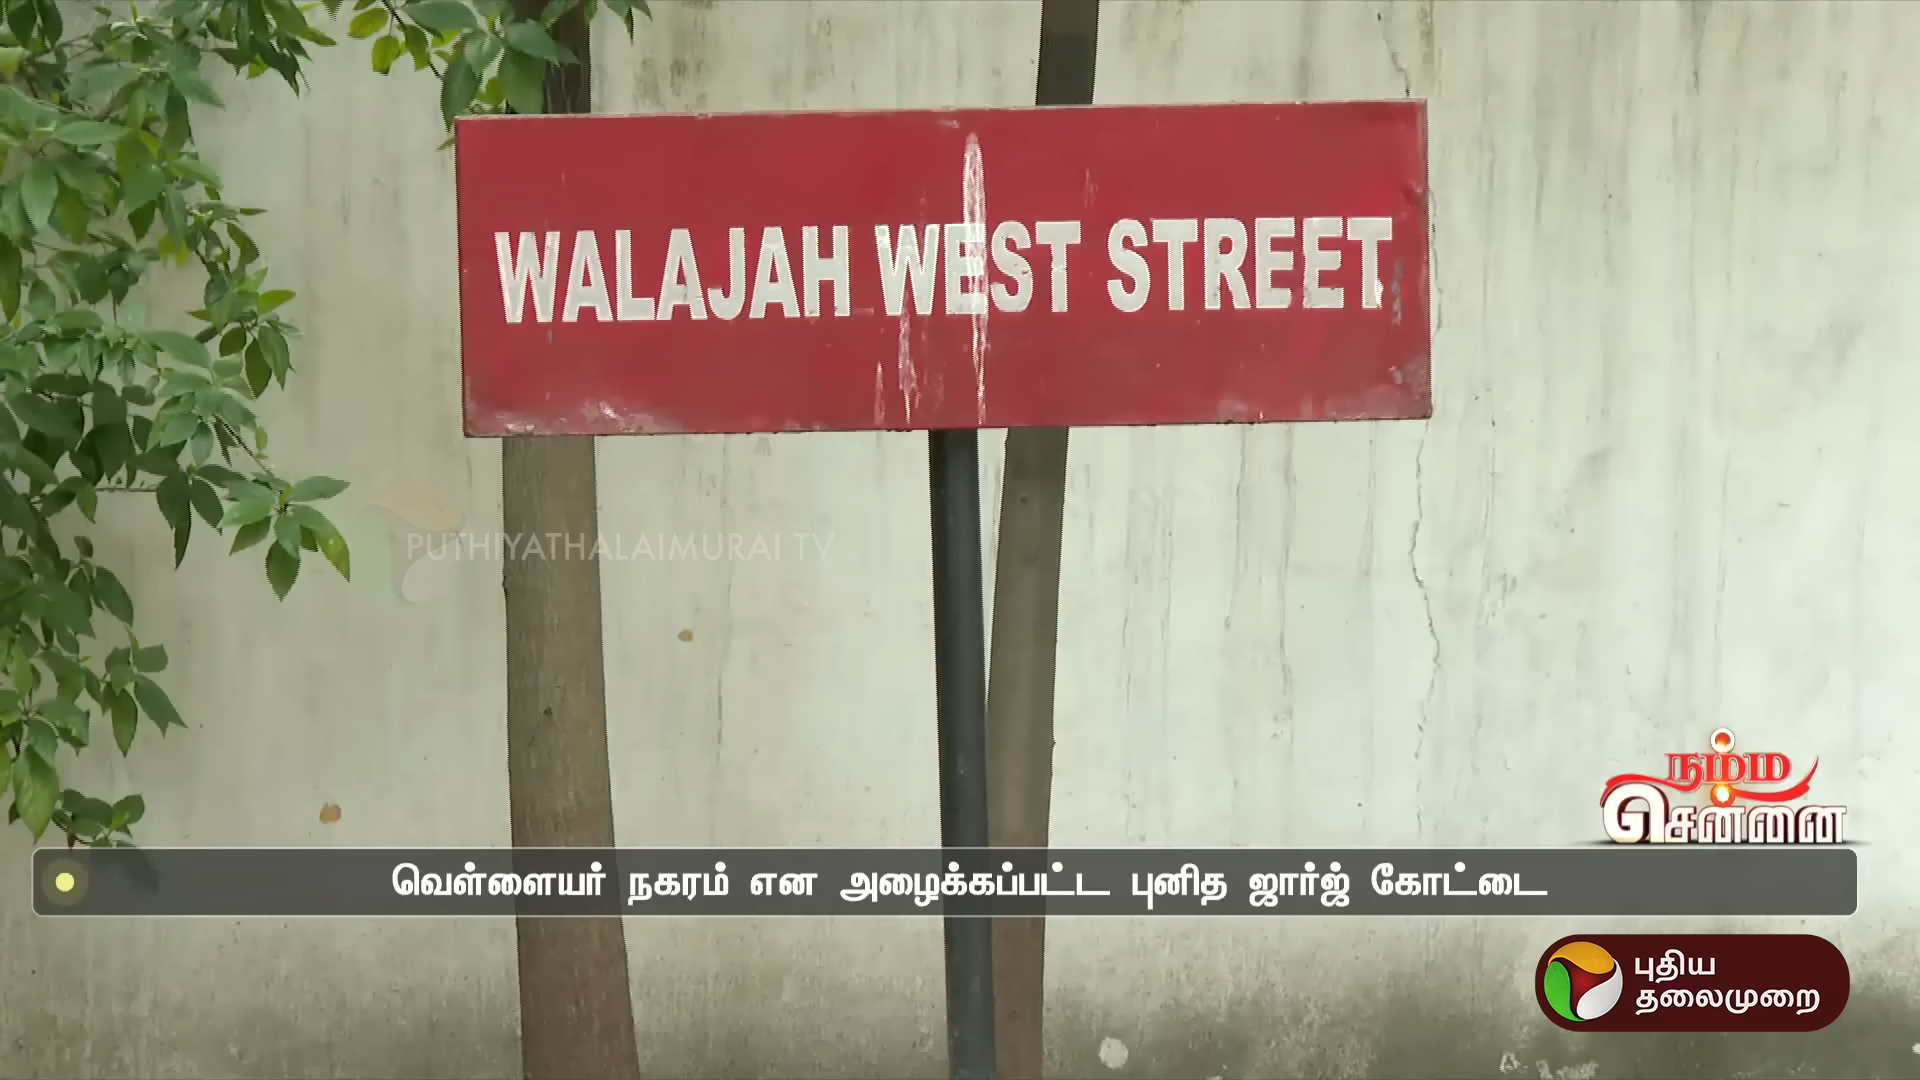 WALAJAH WEST STREET
PUTHIYATHALAIMURAI TV
நம்ம
சென்னை
வெள்ளையர் நகரம் என அழைக்கப்பட்ட புனித ஜார்ஜ் கோட்டை
புதிய
தலைமுறை